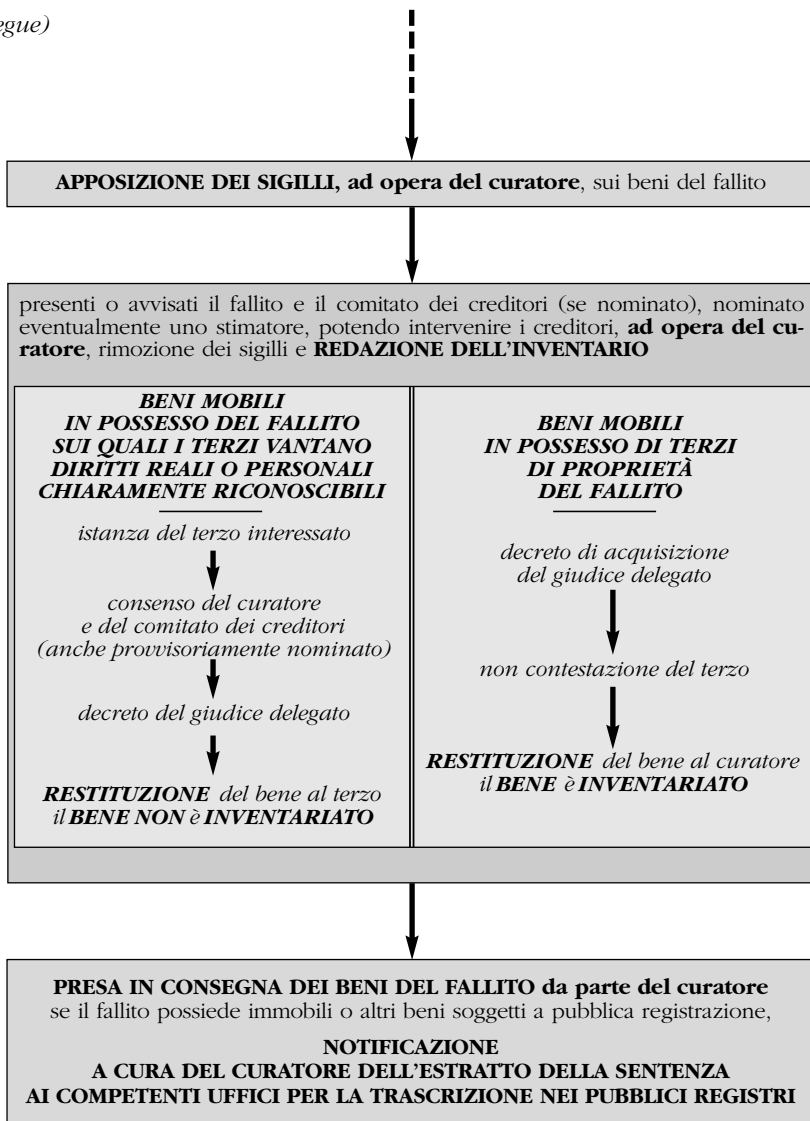 egue)
APPOSIZIONE DEI SIGILLI, ad opera del curatore, sui beni del fallito
presenti o avvisati il fallito e il comitato dei creditori (se nominato), nominato
eventualmente uno stimatore, potendo intervenire i creditori, ad opera del cu-
ratore, rimozione dei sigilli e REDAZIONE DELL'INVENTARIO
BENI MOBILI
IN POSSESSO DEL FALLITO
SUI QUALI I TERZI VANTANO
DIRITTI REALI O PERSONALI
CHIARAMENTE RICONOSCIBILI
istanza del terzo interessato
consenso del curatore
e del comitato dei creditori
(anche provvisoriamente nominato)
decreto del giudice delegato
RESTITUZIONE del bene al terzo
il BENE NON è INVENTARIATO
BENI MOBILI
IN POSSESSO DI TERZI
DI PROPRIETÀ
DEL FALLITO
decreto di acquisizione
del giudice delegato
non contestazione del terzo
RESTITUZIONE del bene al curatore
il BENE è INVENTARIATO
PRESA IN CONSEGNA DEI BENI DEL FALLITO da parte del curatore
se il fallito possiede immobili o altri beni soggetti a pubblica registrazione,
NOTIFICAZIONE
A CURA DEL CURATORE DELL'ESTRATTO DELLA SENTENZA
AI COMPETENTI UFFICI PER LA TRASCRIZIONE NEI PUBBLICI REGISTRI